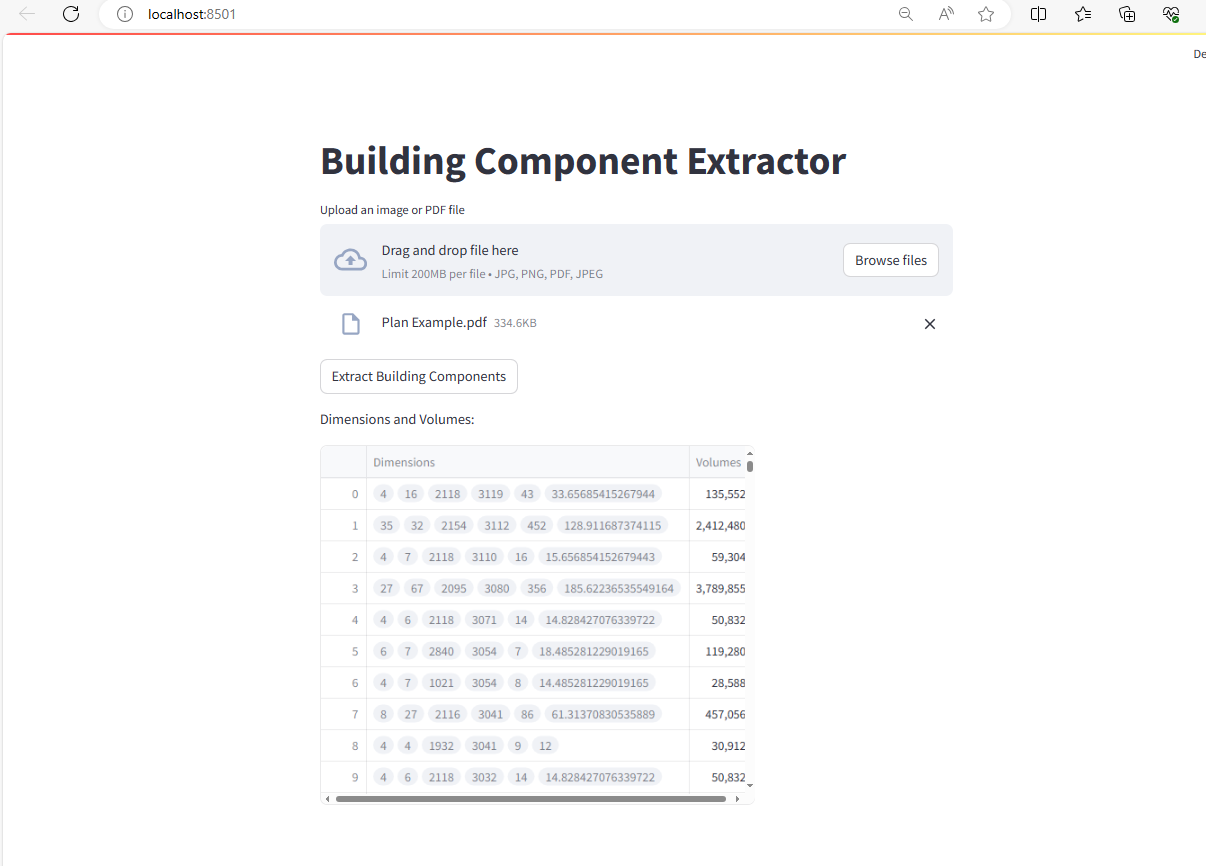 localhost:8501
De
Building Component Extractor
Upload an image or PDF file
Drag and drop file here
Limit 200MB per file • JPG, PNG, PDF, JPEG
Browse files
Plan Example.pdf 334.6KB
Extract Building Components
Dimensions and Volumes:
Dimensions Volumes
0 4 16 2118 3119 43 33.65685415267944 135,552
1 35 32 2154 3112 452 128.911687374115 2,412,480
2 4 7 2118 3110 16 15.656854152679443 59,304
3 27 67 2095 3080 356 185.62236535549164 3,789,855
4 4 6 2118 3071 14 14.828427076339722 50,832
5 6 7 2840 3054 7 18.485281229019165 119,280
6 4 7 1021 3054 8 14.485281229019165 28,588
7 8 27 2116 3041 86 61.31370830535889 457,056
8 4 4 1932 3041 9 12 30,912
9 4 6 2118 3032 14 14.828427076339722 50,832